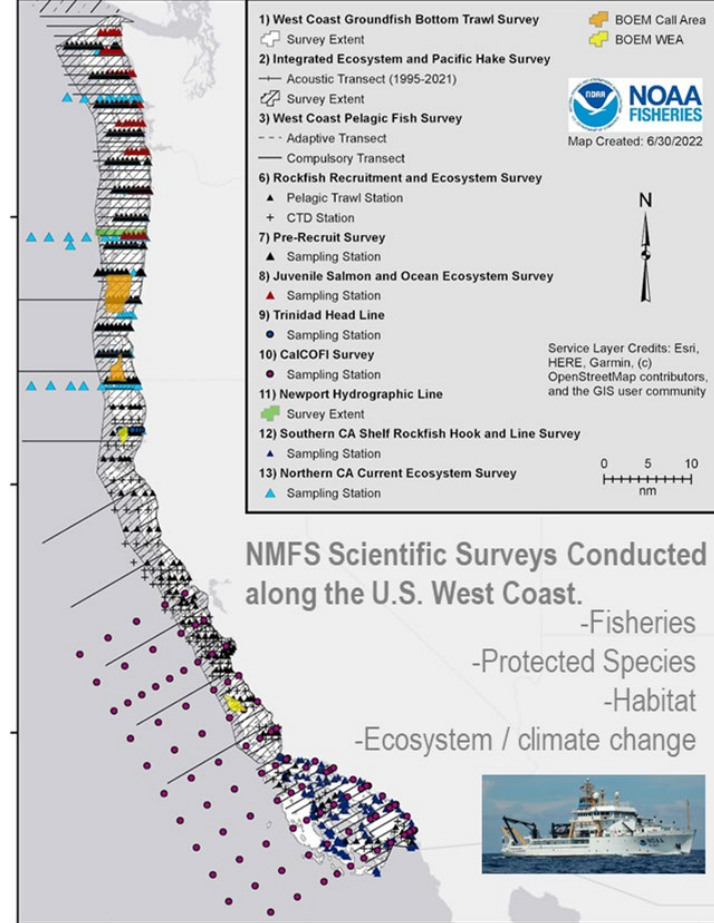 1) West Coast Groundfish Bottom Trawl Survey
Survey Extent
2) Integrated Ecosystem and Pacific Hake Survey
Acoustic Transect (1995-2021)
Survey Extent
3) West Coast Pelagic Fish Survey
Adaptive Transect
Compulsory Transect
6) Rockfish Recruitment and Ecosystem Survey
Pelagic Trawl Station
CTD Station
7) Pre-Recruit Survey
Sampling Station
8) Juvenile Salmon and Ocean Ecosystem Survey
Sampling Station
9) Trinidad Head Line
Sampling Station
10) CalCOFI Survey
Sampling Station
11) Newport Hydrographic Line
Survey Extent
12) Southern CA Shelf Rockfish Hook and Line Survey
Sampling Station
13) Northern CA Current Ecosystem Survey
Sampling Station
BOEM Call Area
BOEM WEA
NOAA
NOAA
FISHERIES
Map Created: 6/30/2022
N
Service Layer Credits: Esri,
HERE, Garmin, (c)
OpenStreetMap contributors,
and the GIS user community
0 5 10
nm
NMFS Scientific Surveys Conducted
along the U.S. West Coast.
-Fisheries
-Protected Species
-Habitat
-Ecosystem / climate change
NOAA